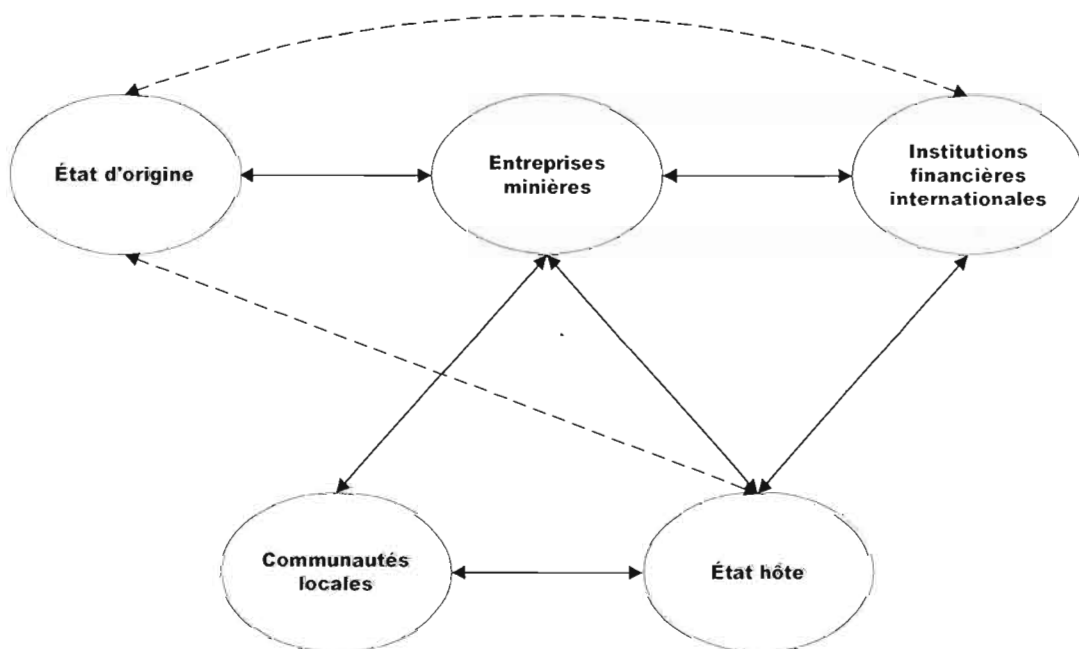 État d'origine
Entreprises
minières
Institutions
financières
internationales
Communautés
locales
État hôte